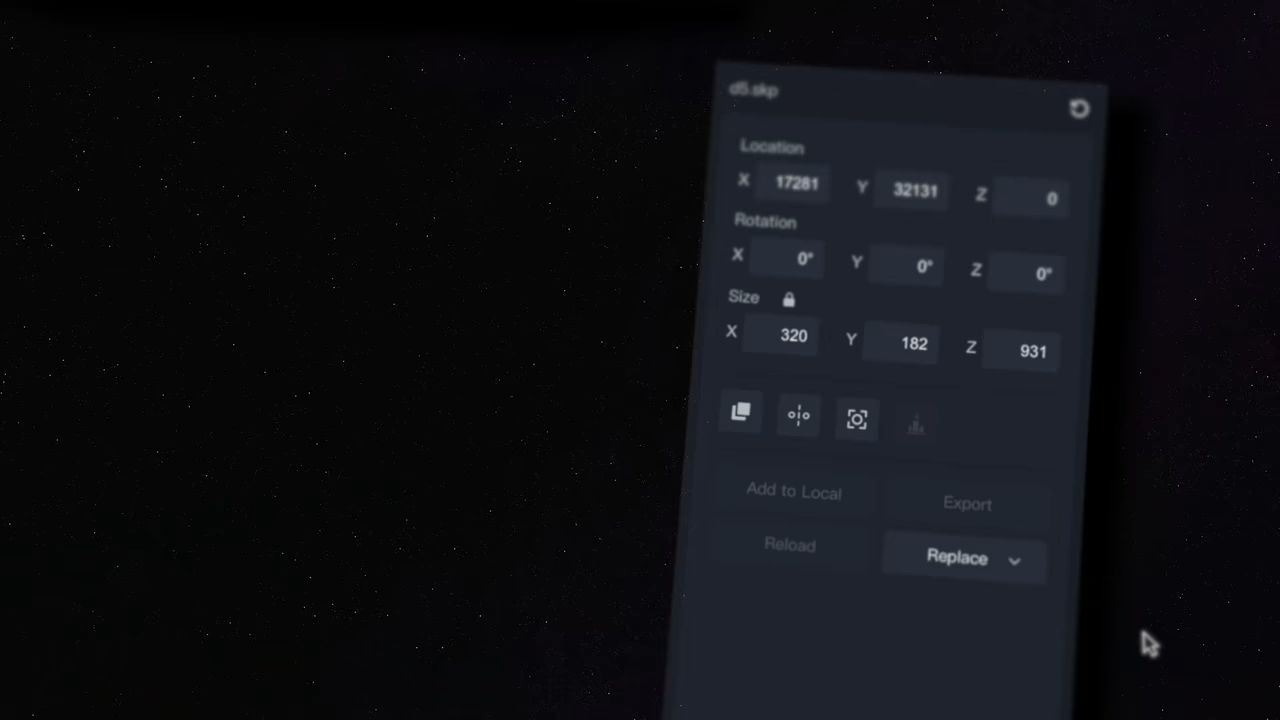 d5.skp
Location
X 17281 Y 32131 Z 0
Rotation
X 0° Y 0° Z 0°
Size
X 320 Y 182 Z 931
Add to Local Export
Reload Replace